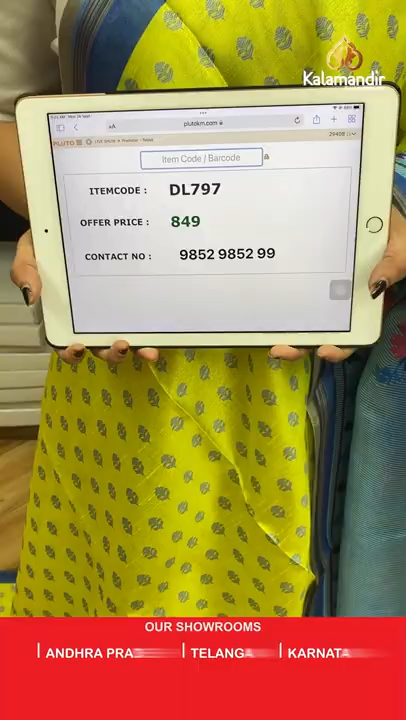 Kalamandir
plutokm.com
PLUTO
Item Code / Barcode
ITEMCODE : DL797
OFFER PRICE : 849
CONTACT NO : 9852 9852 99
OUR SHOWROOMS
ANDHRA PRA
TELANGA
KARNATA